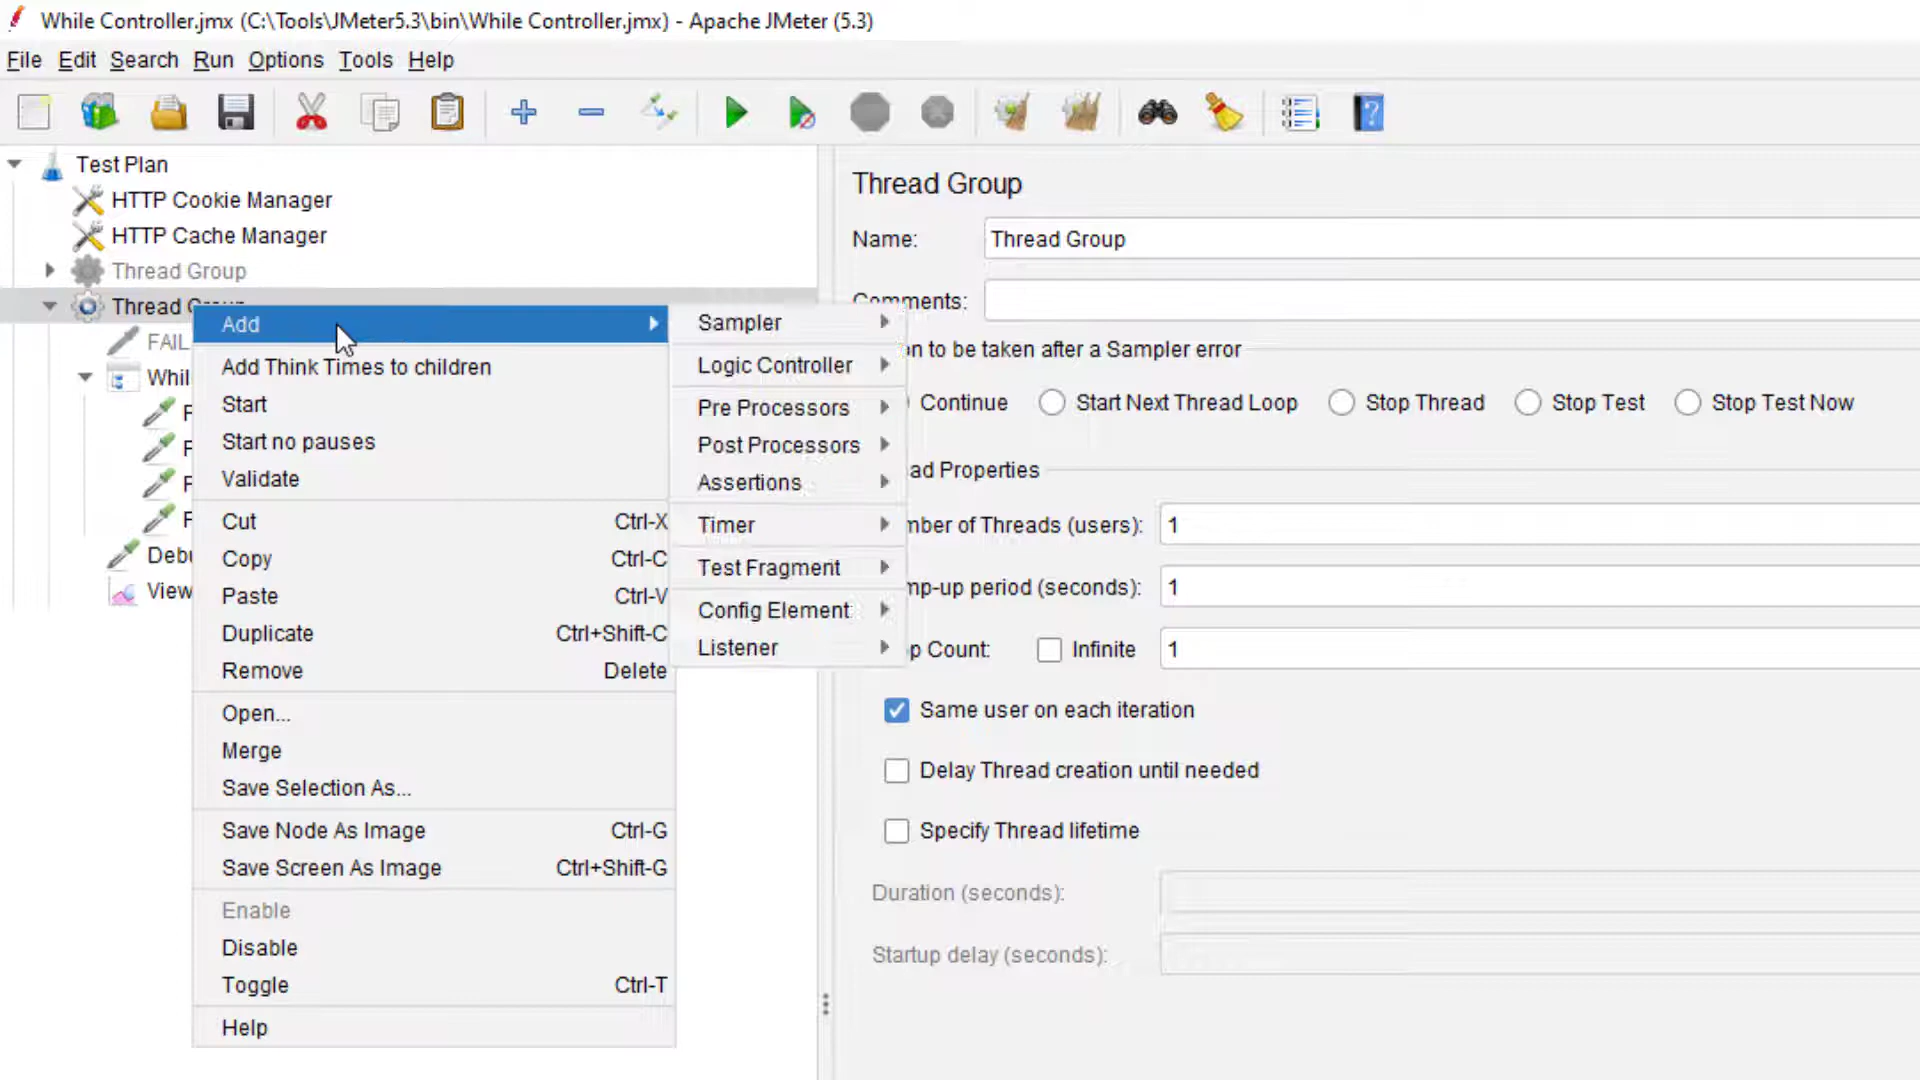 While Controller.jmx (C:\Tools\JMeter5.3\bin\While Controller.jmx) - Apache JMeter (5.3)
File Edit Search Run Options Tools Help
Test Plan
HTTP Cookie Manager
HTTP Cache Manager
Thread Group
Thread
FAIL
Whil
F
F
F
F
Debu
View
Add
Add Think Times to children
Start
Start no pauses
Validate
Cut Ctrl-X
Copy Ctrl-C
Paste Ctrl-V
Duplicate Ctrl+Shift-C
Remove Delete
Open...
Merge
Save Selection As...
Save Node As Image Ctrl-G
Save Screen As Image Ctrl+Shift-G
Enable
Disable
Toggle Ctrl-T
Help
Sampler
Logic Controller
Pre Processors
Post Processors
Assertions
Timer
Test Fragment
Config Element
Listener
Thread Group
Name: Thread Group
Comments:
on to be taken after a Sampler error
Continue Start Next Thread Loop Stop Thread Stop Test Stop Test Now
ad Properties
nber of Threads (users): 1
mp-up period (seconds): 1
p Count: Infinite 1
Same user on each iteration
Delay Thread creation until needed
Specify Thread lifetime
Duration (seconds):
Startup delay (seconds):